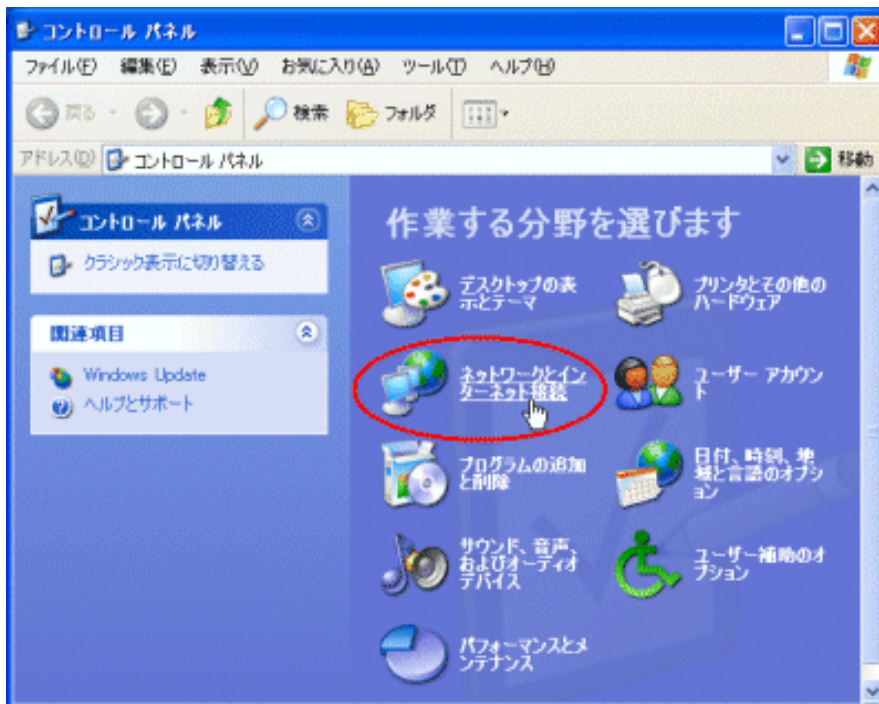 コントロール パネル
ファイル(F) 編集(E) 表示(V) お気に入り(A) ツール(T) ヘルプ(H)
戻る 検索 フォルダ
アドレス(D) コントロール パネル 移動
コントロール パネル
クラシック表示に切り替える
関連項目
Windows Update
ヘルプとサポート
作業する分野を選びます
デスクトップの表
示とテーマ
プリンタとその他の
ハードウェア
ネットワークとイン
ターネット接続
ユーザー アカウン
ト
プログラムの追加
と削除
日付、時刻、地
域と言語のオプシ
ョン
サウンド、音声、
およびオーディオ
デバイス
ユーザー補助のオ
プション
パフォーマンスとメ
ンテナンス